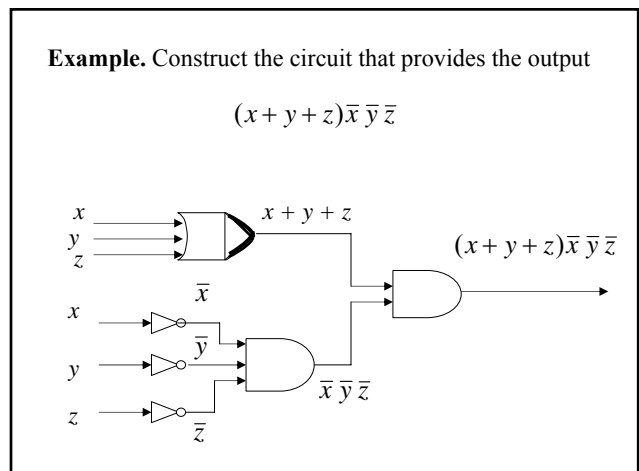 Example. Construct the circuit that provides the output
(x + y + z) x̄ ȳ z̄
x
y
z
x + y + z
(x + y + z) x̄ ȳ z̄
x̄
x
ȳ
y
x̄ ȳ z̄
z
z̄